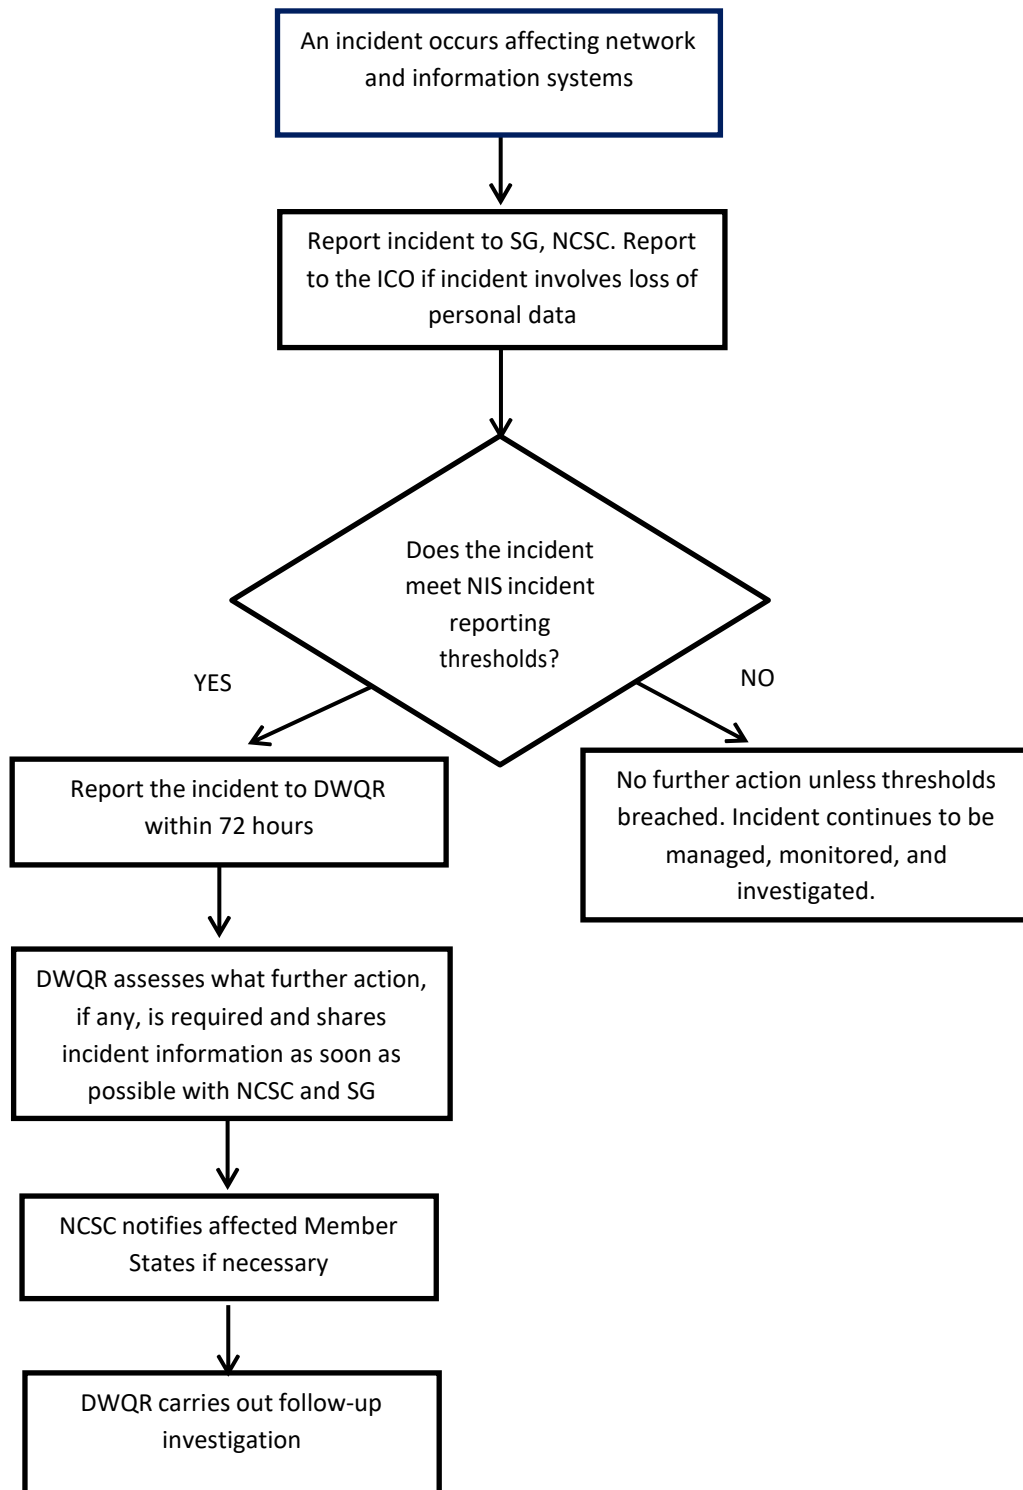 An incident occurs affecting network
and information systems
Report incident to SG, NCSC. Report
to the ICO if incident involves loss of
personal data
Does the incident
meet NIS incident
reporting
thresholds?
YES
NO
Report the incident to DWQR
within 72 hours
No further action unless thresholds
breached. Incident continues to be
managed, monitored, and
investigated.
DWQR assesses what further action,
if any, is required and shares
incident information as soon as
possible with NCSC and SG
NCSC notifies affected Member
States if necessary
DWQR carries out follow-up
investigation